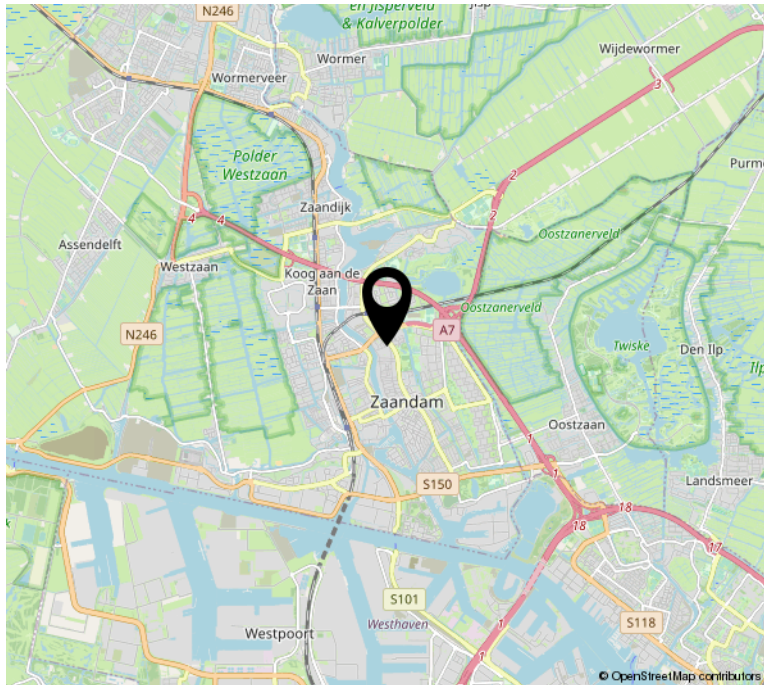 N246
en Jisperveld
& Kalverpolder
Wormer
Wijdewormer
Wormerveer
3
Polder
Westzaan
2
Zaandijk
2
4
4
Oostzanerveld
Assendelft
Westzaan
Koog aan de
Zaan
Oostzanerveld
N246
A7
Twiske
Den Ilp
Zaandam
1
Oostzaan
1
S150
Landsmeer
18
18
17
S101
Westhaven
S118
Westpoort
1
1
© OpenStreetMap contributors